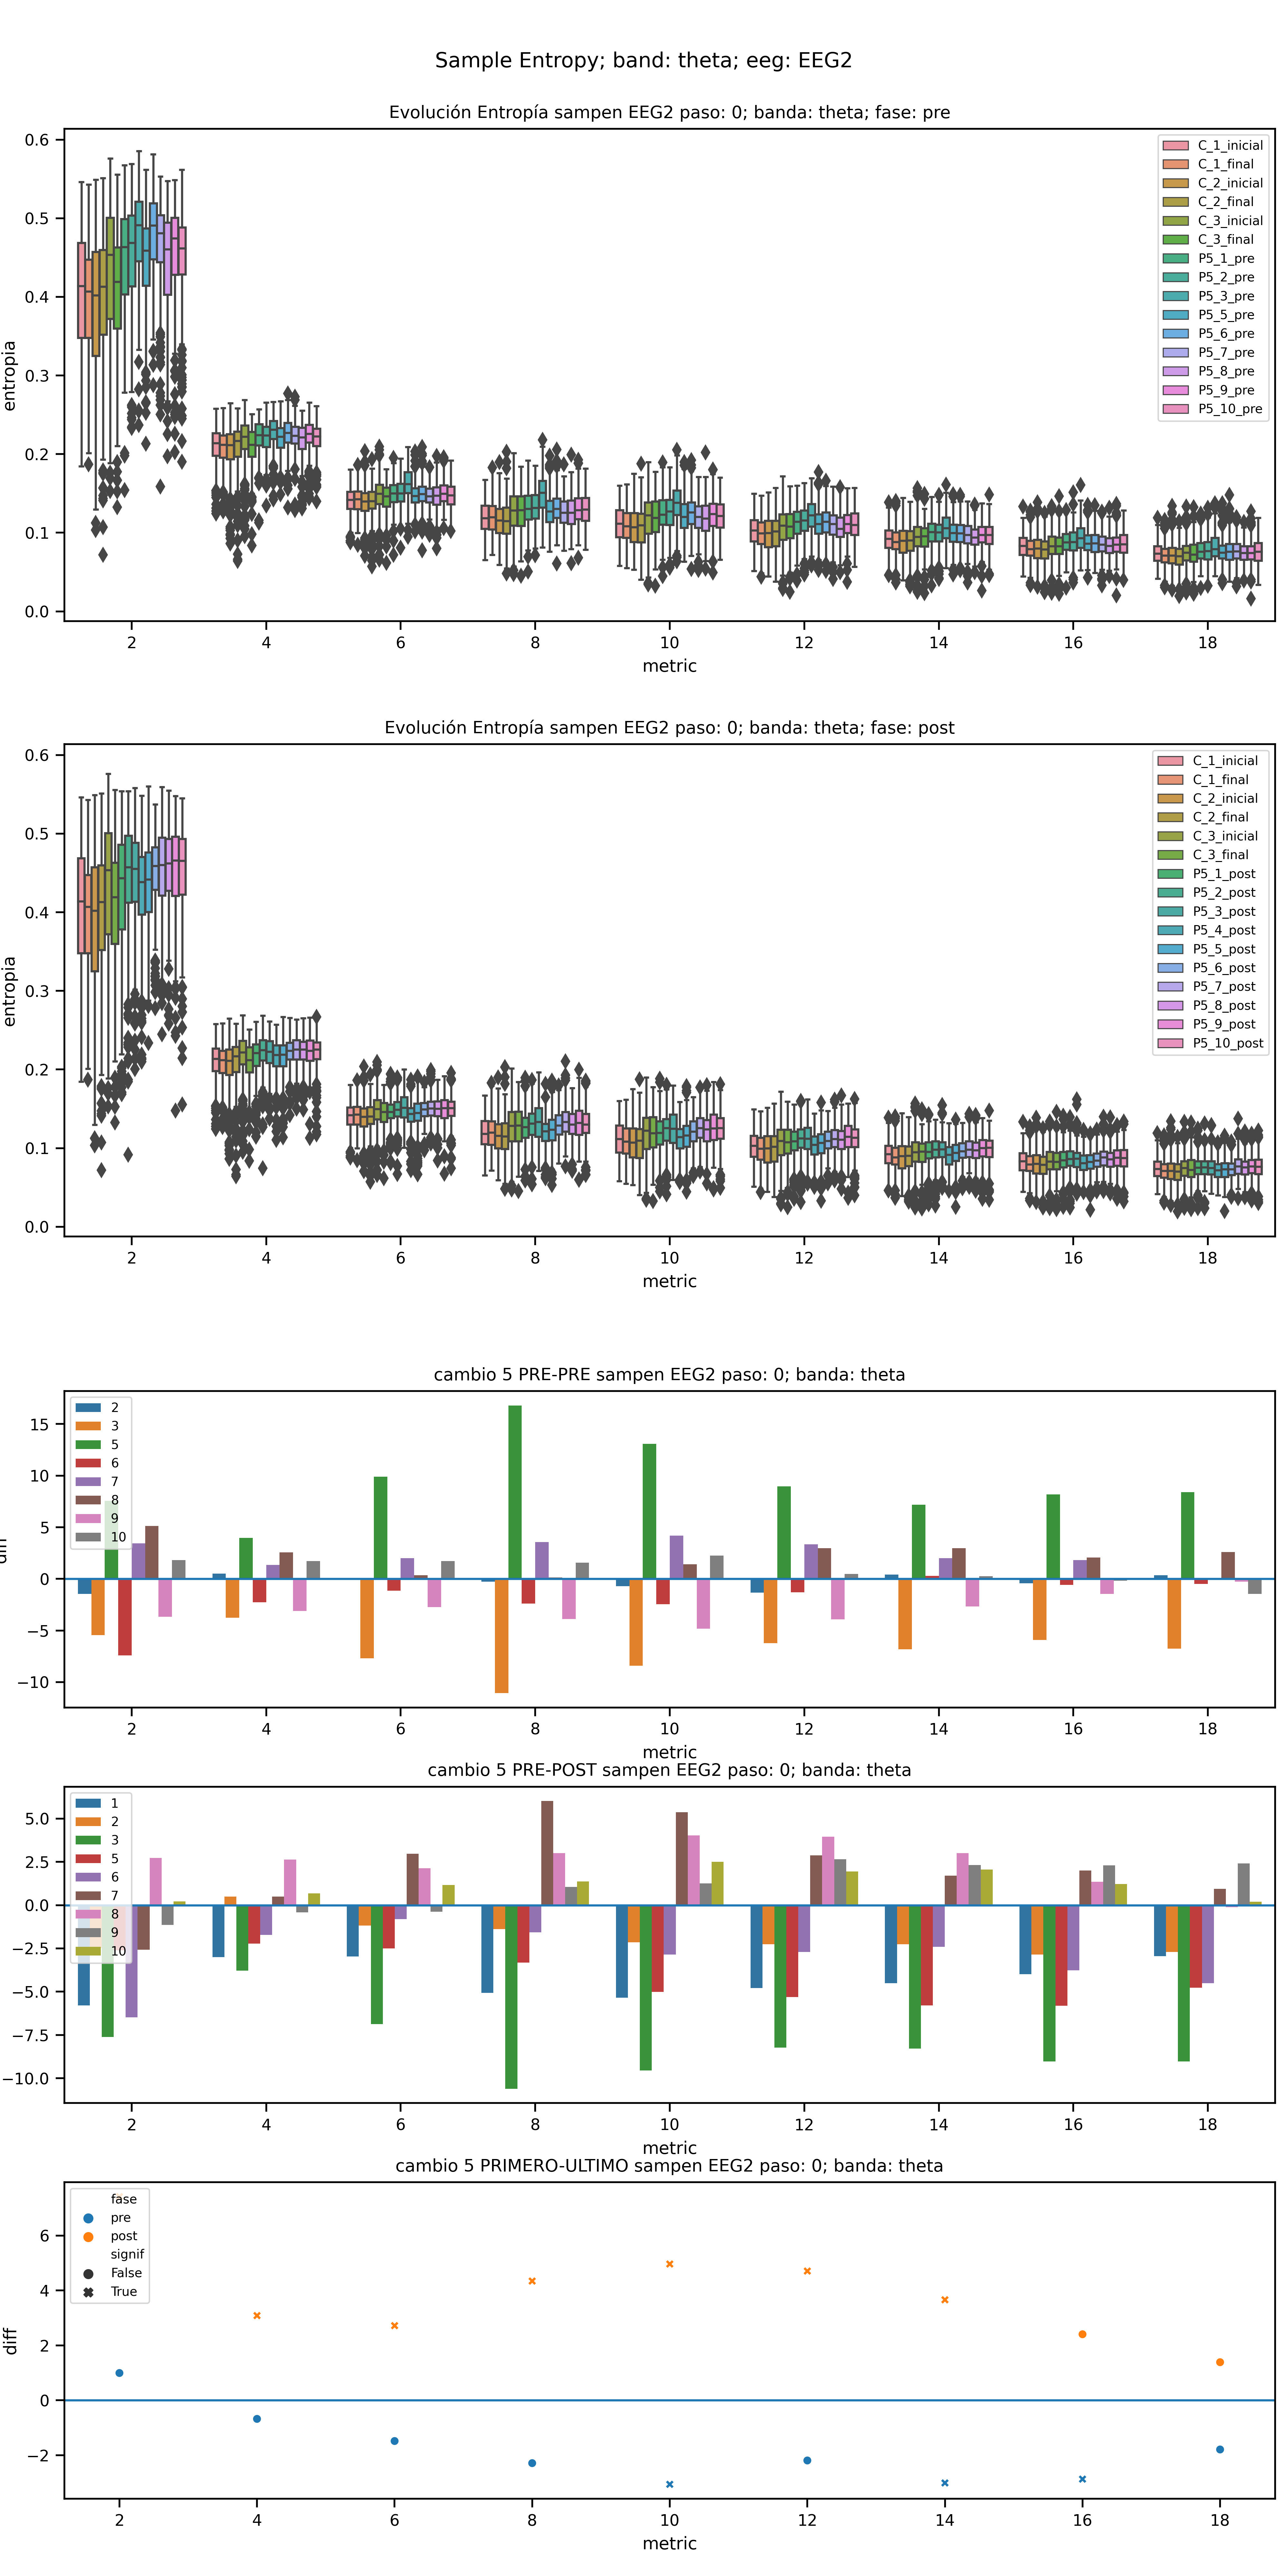 Sample Entropy; band: theta; eeg: EEG2
Evolución Entropía sampen EEG2 paso: 0; banda: theta; fase: pre
entropia
0.6
0.5
0.4
0.3
0.2
0.1
0.0
C_1_inicial
C_1_final
C_2_inicial
C_2_final
C_3_inicial
C_3_final
P5_1_pre
P5_2_pre
P5_3_pre
P5_5_pre
P5_6_pre
P5_7_pre
P5_8_pre
P5_9_pre
P5_10_pre
2 4 6 8 10 12 14 16 18
metric
Evolución Entropía sampen EEG2 paso: 0; banda: theta; fase: post
entropia
0.6
0.5
0.4
0.3
0.2
0.1
0.0
C_1_inicial
C_1_final
C_2_inicial
C_2_final
C_3_inicial
C_3_final
P5_1_post
P5_2_post
P5_3_post
P5_4_post
P5_5_post
P5_6_post
P5_7_post
P5_8_post
P5_9_post
P5_10_post
2 4 6 8 10 12 14 16 18
metric
cambio 5 PRE-PRE sampen EEG2 paso: 0; banda: theta
15
10
5
0
−5
−10
2
3
5
6
7
8
9
10
2 4 6 8 10 12 14 16 18
metric
cambio 5 PRE-POST sampen EEG2 paso: 0; banda: theta
5.0
2.5
0.0
−2.5
−5.0
−7.5
−10.0
1
2
3
5
6
7
8
9
10
2 4 6 8 10 12 14 16 18
metric
cambio 5 PRIMERO-ULTIMO sampen EEG2 paso: 0; banda: theta
diff
6
4
2
0
−2
fase
pre
post
signif
False
True
2 4 6 8 10 12 14 16 18
metric